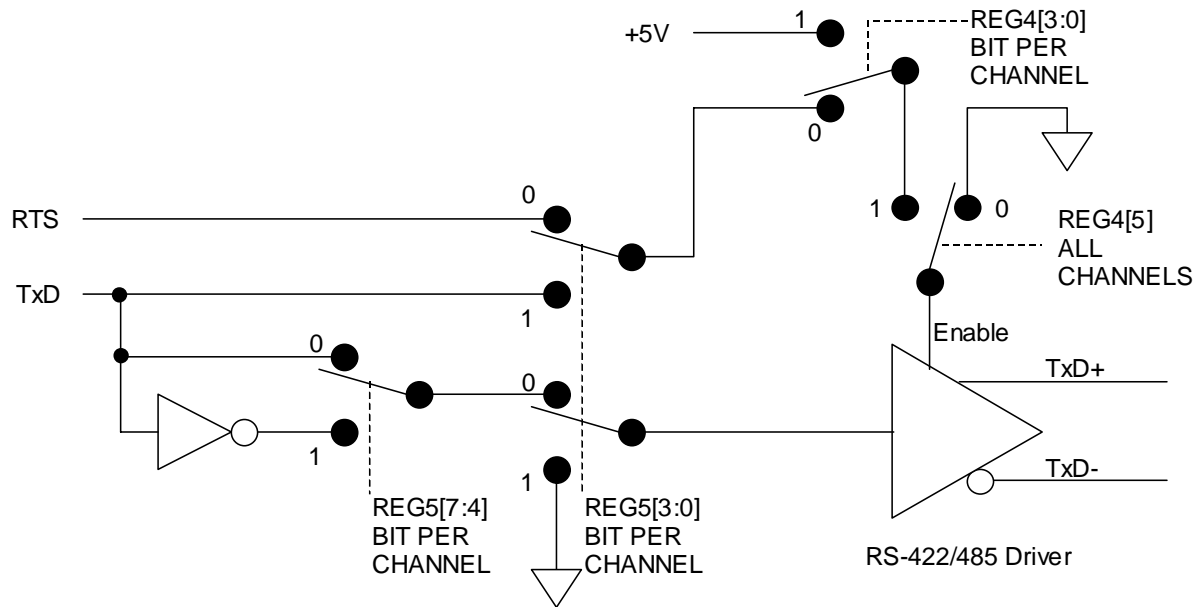 +5V
1
REG4[3:0]
BIT PER
CHANNEL
0
RTS
0
1
0
REG4[5]
ALL
CHANNELS
TxD
1
0
0
Enable
TxD+
1
1
TxD-
REG5[7:4]
BIT PER
CHANNEL
REG5[3:0]
BIT PER
CHANNEL
RS-422/485 Driver